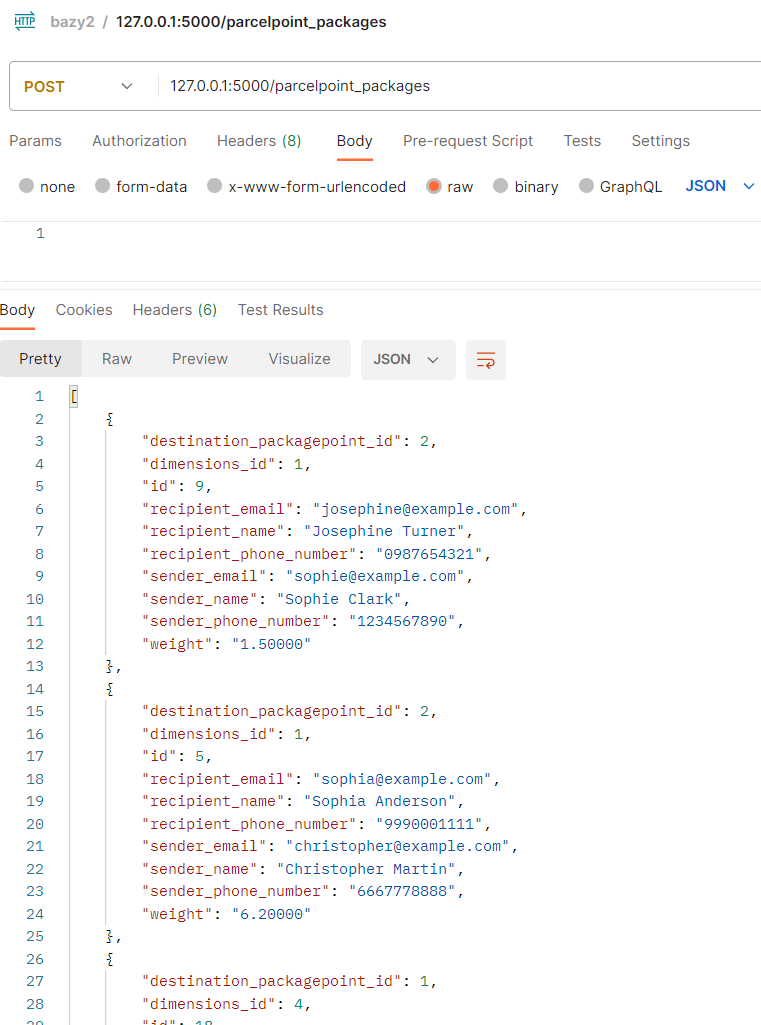 HTTP bazy2 / 127.0.0.1:5000/parcelpoint_packages
POST 127.0.0.1:5000/parcelpoint_packages
Params Authorization Headers (8) Body Pre-request Script Tests Settings
none form-data x-www-form-urlencoded raw binary GraphQL JSON
1
Body Cookies Headers (6) Test Results
Pretty Raw Preview Visualize JSON
1 [
2 {
3 "destination_packagepoint_id": 2,
4 "dimensions_id": 1,
5 "id": 9,
6 "recipient_email": "josephine@example.com",
7 "recipient_name": "Josephine Turner",
8 "recipient_phone_number": "0987654321",
9 "sender_email": "sophie@example.com",
10 "sender_name": "Sophie Clark",
11 "sender_phone_number": "1234567890",
12 "weight": "1.50000"
13 },
14 {
15 "destination_packagepoint_id": 2,
16 "dimensions_id": 1,
17 "id": 5,
18 "recipient_email": "sophia@example.com",
19 "recipient_name": "Sophia Anderson",
20 "recipient_phone_number": "9990001111",
21 "sender_email": "christopher@example.com",
22 "sender_name": "Christopher Martin",
23 "sender_phone_number": "6667778888",
24 "weight": "6.20000"
25 },
26 {
27 "destination_packagepoint_id": 1,
28 "dimensions_id": 4,